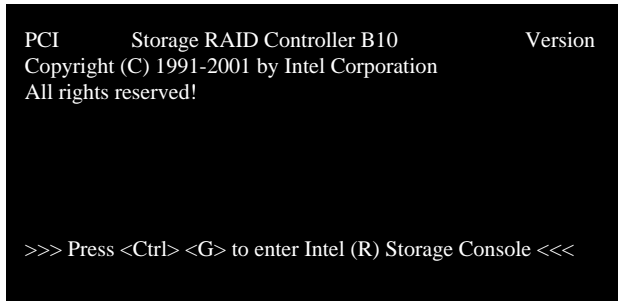 PCI Storage RAID Controller B10 Version
Copyright (C) 1991-2001 by Intel Corporation
All rights reserved!
>>> Press <Ctrl> <G> to enter Intel (R) Storage Console <<<